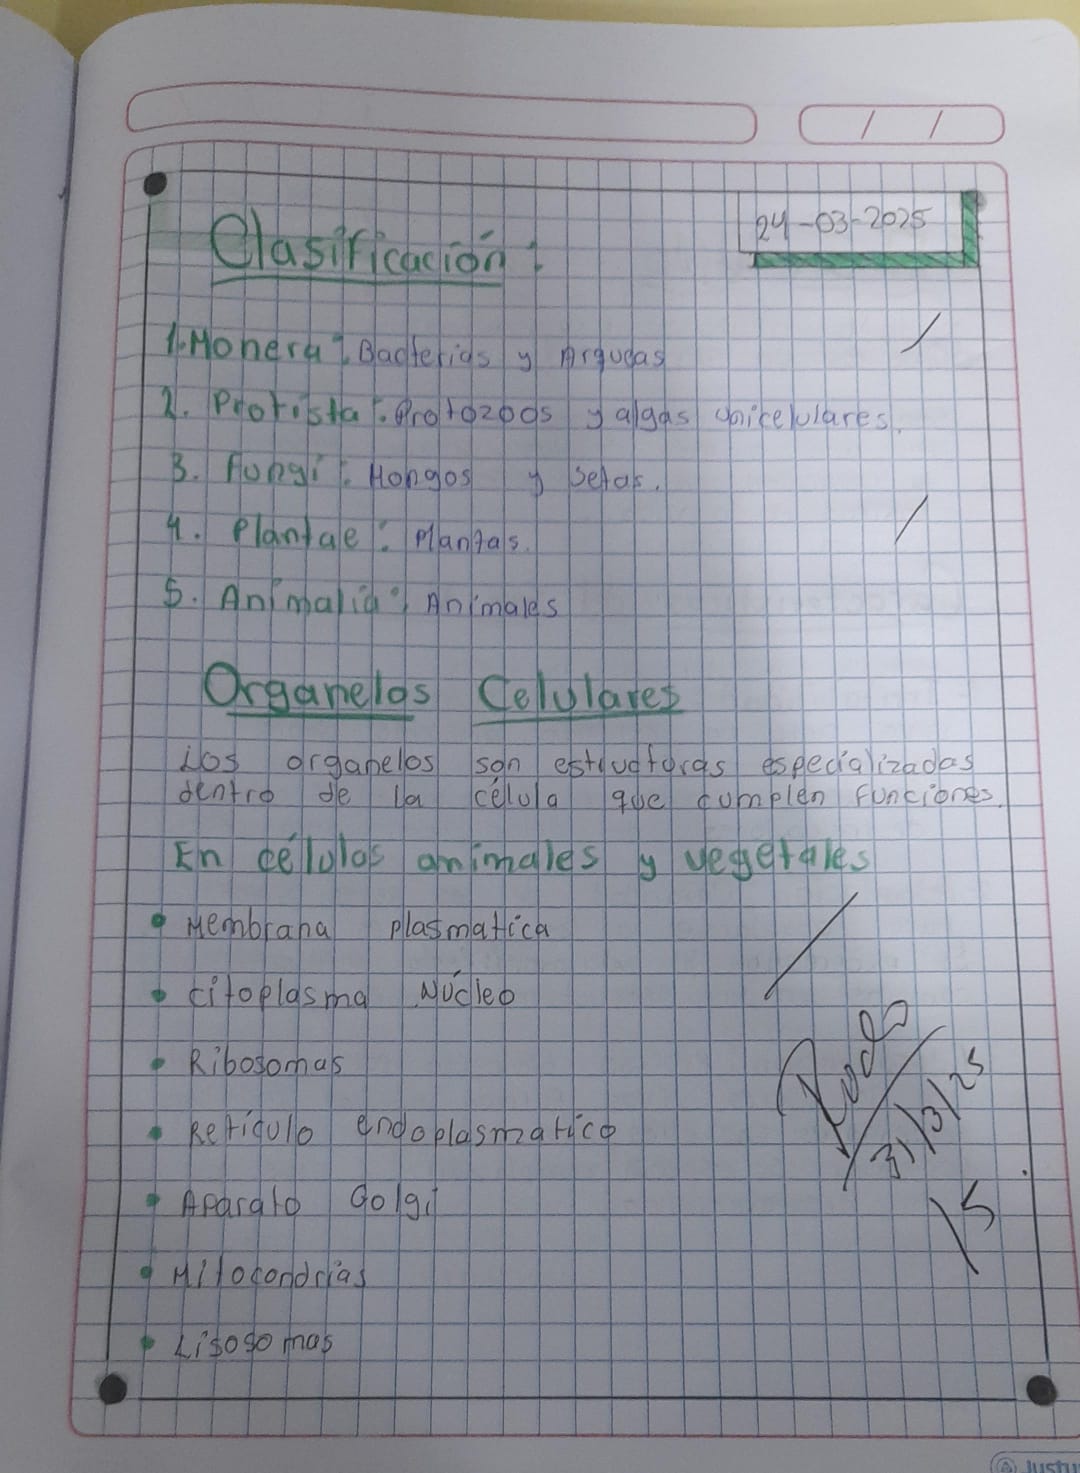 24-03-2025
Clasificación:
1. Monera: Bacterias y Arqueas
2. Protista: Protozoos y algas unicelulares.
3. Fungi: Hongos y Setas.
4. Plantae: Plantas.
5. Animalia: Animales
Organelos Celulares
Los organelos son estructuras especializadas
dentro de la célula que cumplen funciones.
En células animales y vegetales
• Membrana plasmatica
• citoplasma Núcleo
• Ribosomas
• Retículo endoplasmatico
• Aparato Golgi
• Mitocondrias
• Lisosomas
31/3/25
15